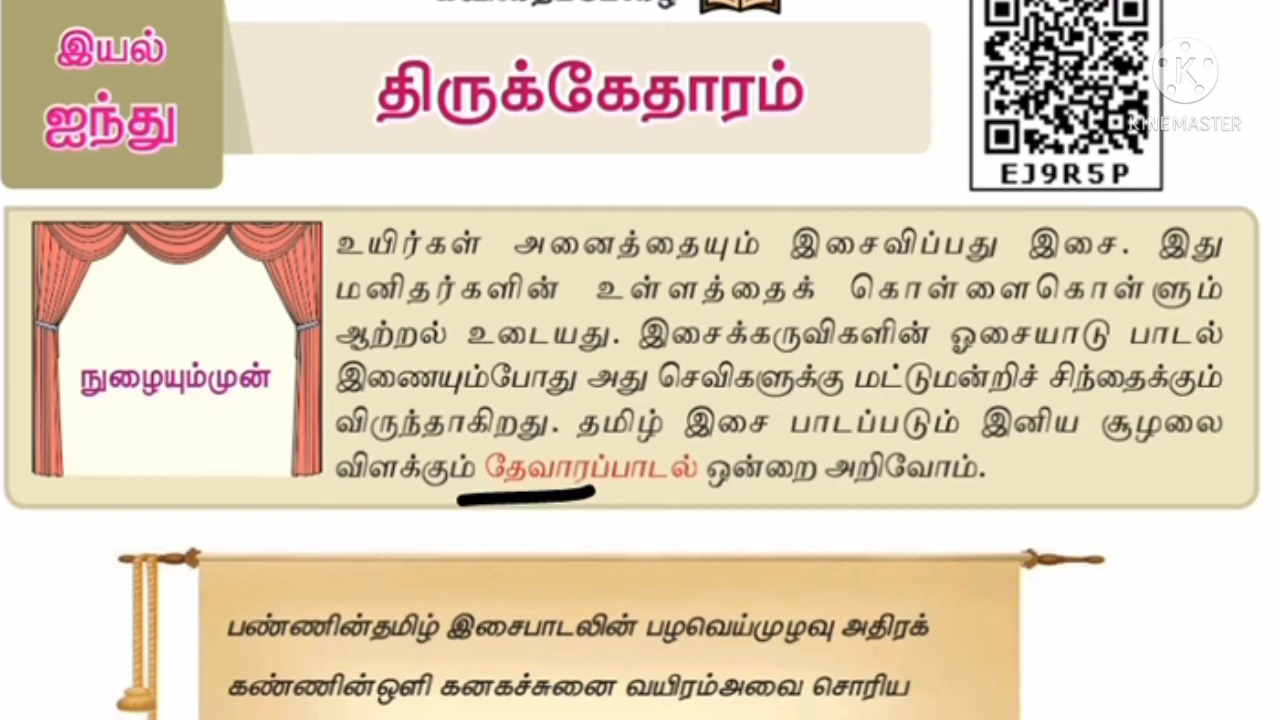 இயல்
ஐந்து
திருக்கேதாரம்
KINEMASTER
EJ9R5P
உயிர்கள் அனைத்தையும் இசைவிப்பது இசை. இது
மனிதர்களின் உள்ளத்தைக் கொள்ளைகொள்ளும்
ஆற்றல் உடையது. இசைக்கருவிகளின் ஓசையோடு பாடல்
இணையும்போது அது செவிகளுக்கு மட்டுமன்றிச் சிந்தைக்கும்
விருந்தாகிறது. தமிழ் இசை பாடப்படும் இனிய சூழலை
விளக்கும் தேவாரப்பாடல் ஒன்றை அறிவோம்.
நுழையும்முன்
பண்ணின்தமிழ் இசைபாடலின் பழவெய்முழவு அதிரக்
கண்ணின்ஒளி கனகச்சுனை வயிரம்அவை சொரிய